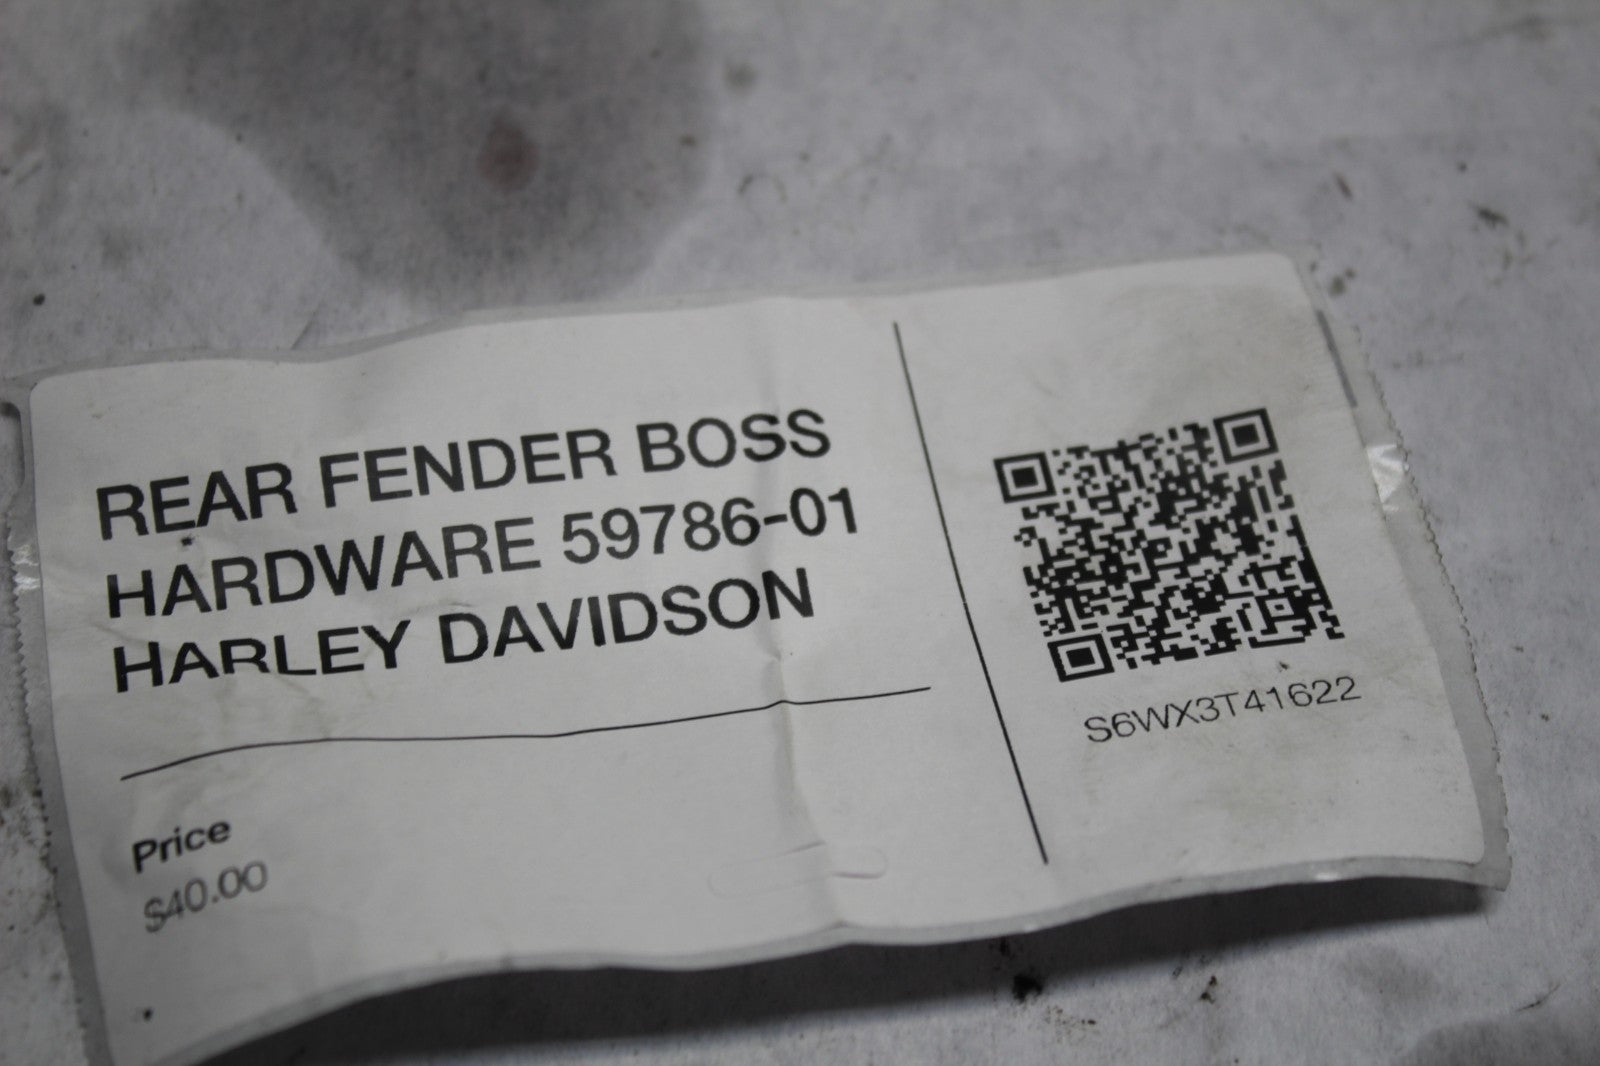 REAR FENDER BOSS
HARDWARE 59786-01
HARLEY DAVIDSON
Price
$40.00
S6WX3T41622